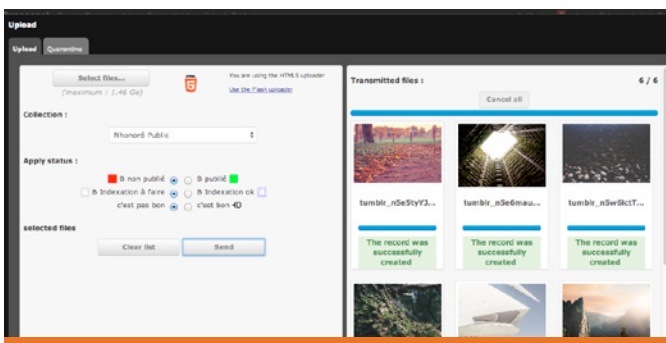 Upload
Upload Quarantine
Select files...
(maximum : 1.46 Go)
HTML
5
You are using the HTML5 uploader
Use the Flash uploader
Collection :
Nhonoré Public
Apply status :
B non publié B publié
B Indexation à faire B Indexation ok
c'est pas bon c'est bon =D
selected files
Clear list Send
Transmitted files : 6 / 6
Cancel all
The record was successfully created
The record was successfully created
The record was successfully created